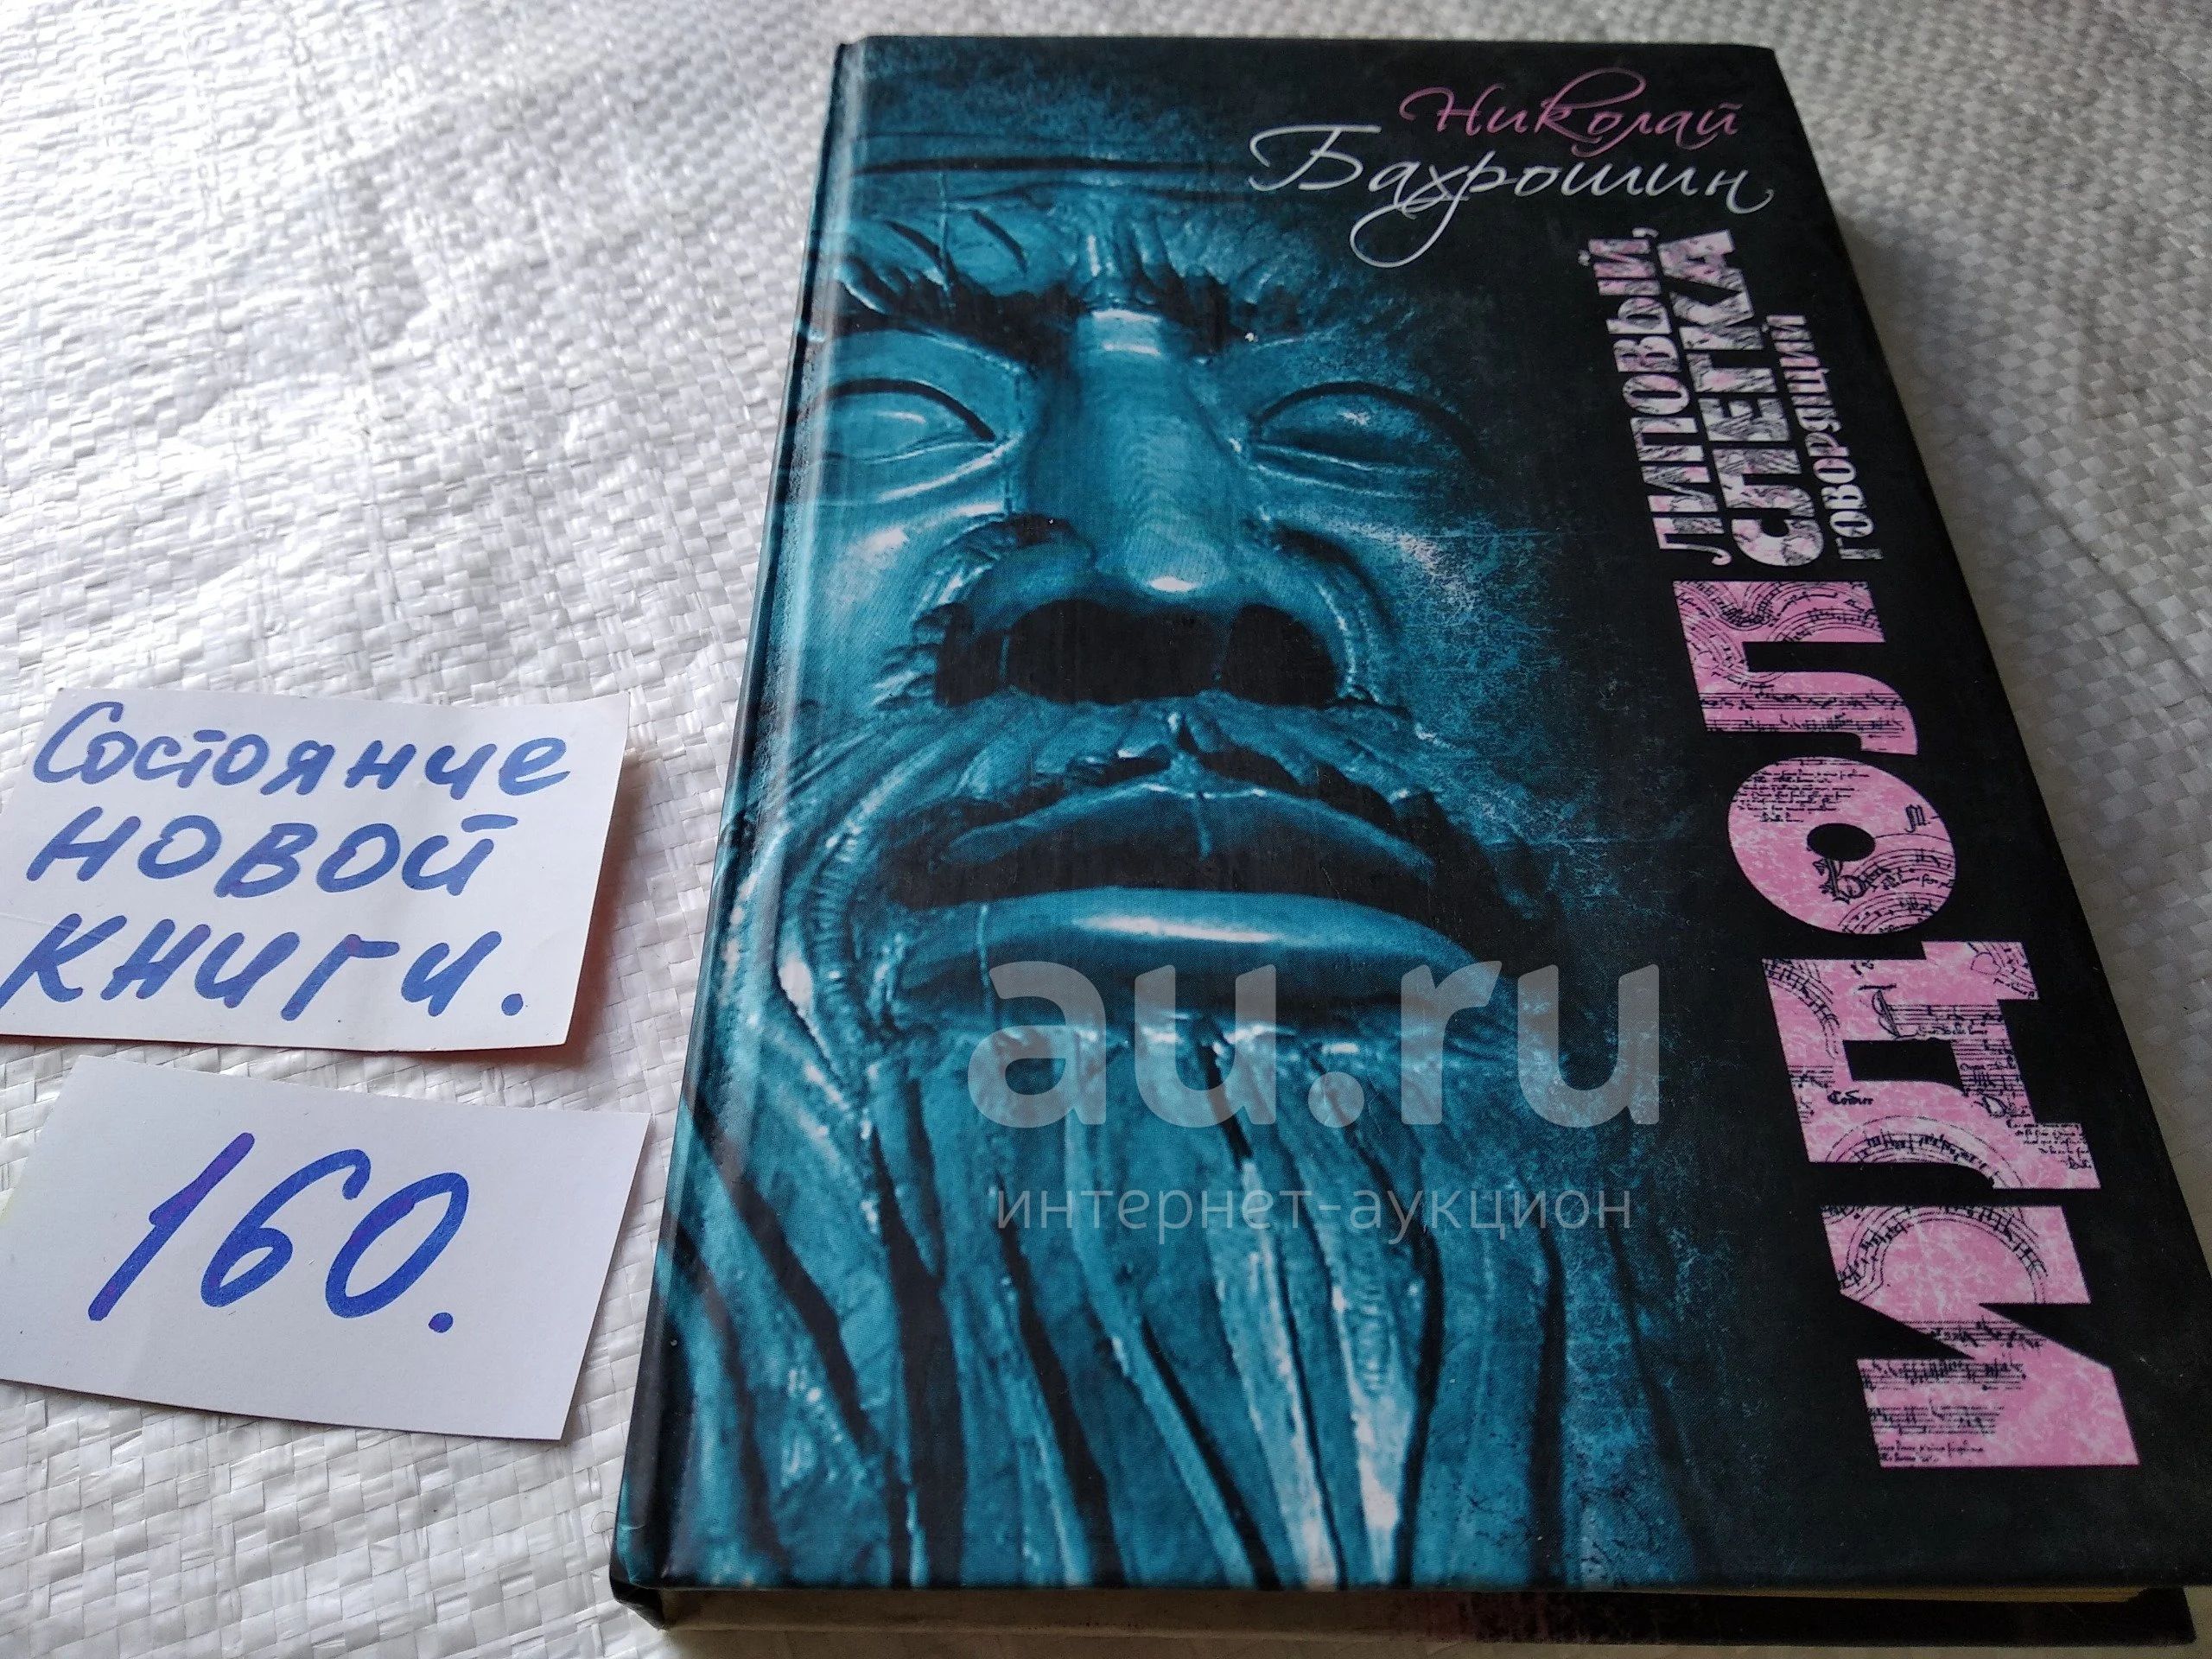 Николай
Бахрошин
ИДОЛ
ЛИПОВЫЙ,
СЛЕГКА
ГОВОРЯЩИЙ
Состояние
новой
книги.
160.
au.ru
интернет-аукцион